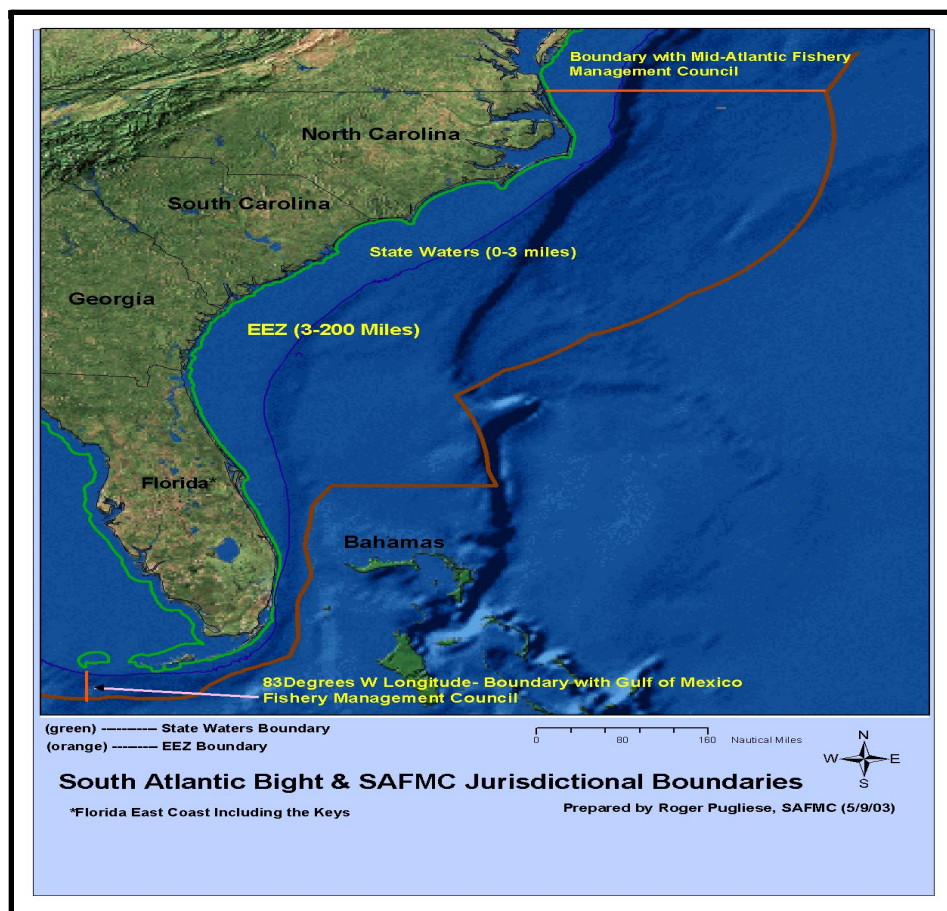 Boundary with Mid-Atlantic Fishery
Management Council
North Carolina
South Carolina
State Waters (0-3 miles)
Georgia
EEZ (3-200 Miles)
Florida*
Bahamas
83Degrees W Longitude- Boundary with Gulf of Mexico
Fishery Management Council
(green) ----------- State Waters Boundary
(orange) --------- EEZ Boundary
0 80 160 Nautical Miles
N
W E
S
South Atlantic Bight & SAFMC Jurisdictional Boundaries
*Florida East Coast Including the Keys
Prepared by Roger Pugliese, SAFMC (5/9/03)